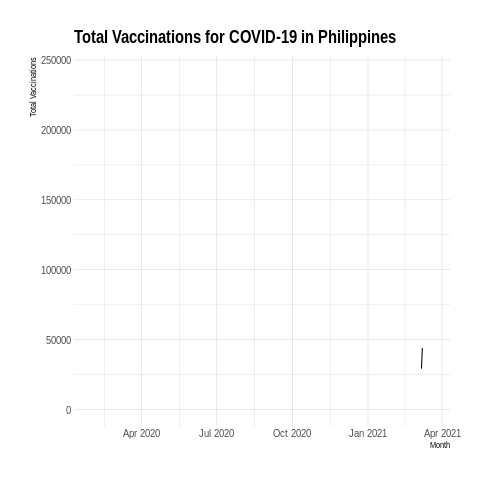 Total Vaccinations for COVID-19 in Philippines
Total Vaccinations
250000
200000
150000
100000
50000
0
Apr 2020 Jul 2020 Oct 2020 Jan 2021 Apr 2021
Month